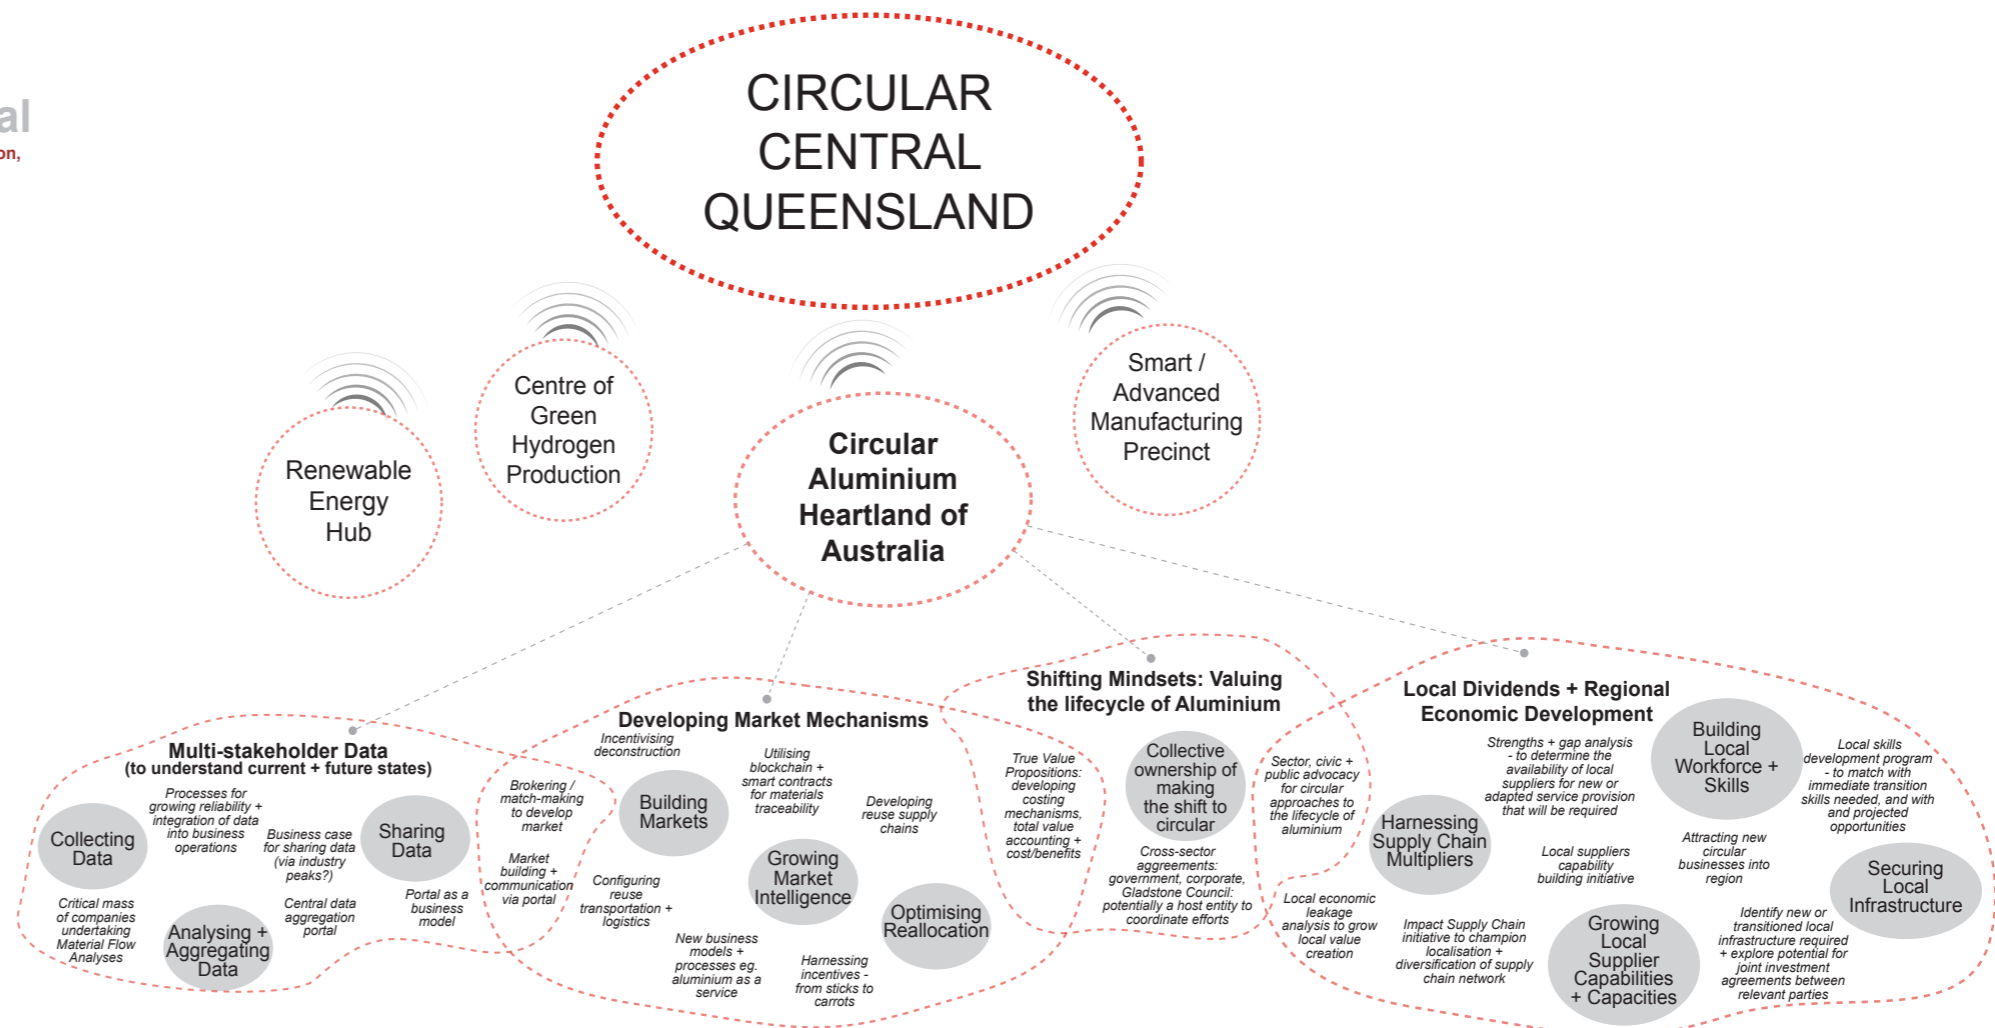 al
on,
CIRCULAR
CENTRAL
QUEENSLAND
Renewable
Energy
Hub
Centre of
Green
Hydrogen
Production
Circular
Aluminium
Heartland of
Australia
Smart /
Advanced
Manufacturing
Precinct
Multi-stakeholder Data
(to understand current + future states)
Collecting
Data
Processes for
growing reliability +
integration of data
into business
operations
Business case
for sharing data
(via industry
peaks?)
Sharing
Data
Critical mass
of companies
undertaking
Material Flow
Analyses
Analysing +
Aggregating
Data
Central data
aggregation
portal
Portal as a
business
model
Brokering /
match-making
to develop
market
Market
building +
communication
via portal
Developing Market Mechanisms
Incentivising
deconstruction
Building
Markets
Utilising
blockchain +
smart contracts
for materials
traceability
Developing
reuse supply
chains
Configuring
reuse
transportation +
logistics
Growing
Market
Intelligence
Optimising
Reallocation
New business
models +
processes eg.
aluminium as a
service
Harnessing
incentives -
from sticks to
carrots
True Value
Propositions:
developing
costing
mechanisms,
total value
accounting +
cost/benefits
Shifting Mindsets: Valuing
the lifecycle of Aluminium
Collective
ownership of
making
the shift to
circular
Cross-sector
aggreements:
government, corporate,
Gladstone Council:
potentially a host entity to
coordinate efforts
Sector, civic +
public advocacy
for circular
approaches to
the lifecycle of
aluminium
Local economic
leakage
analysis to grow
local value
creation
Local Dividends + Regional
Economic Development
Strengths + gap analysis
- to determine the
availability of local
suppliers for new or
adapted service provision
that will be required
Building
Local
Workforce +
Skills
Local skills
development program
- to match with
immediate transition
skills needed, and with
and projected
opportunities
Harnessing
Supply Chain
Multipliers
Local suppliers
capability
building initiative
Attracting new
circular
businesses into
region
Securing
Local
Infrastructure
Impact Supply Chain
initiative to champion
localisation +
diversification of supply
chain network
Growing
Local
Supplier
Capabilities
+ Capacities
Identify new or
transitioned local
infrastructure required
+ explore potential for
joint investment
agreements between
relevant parties